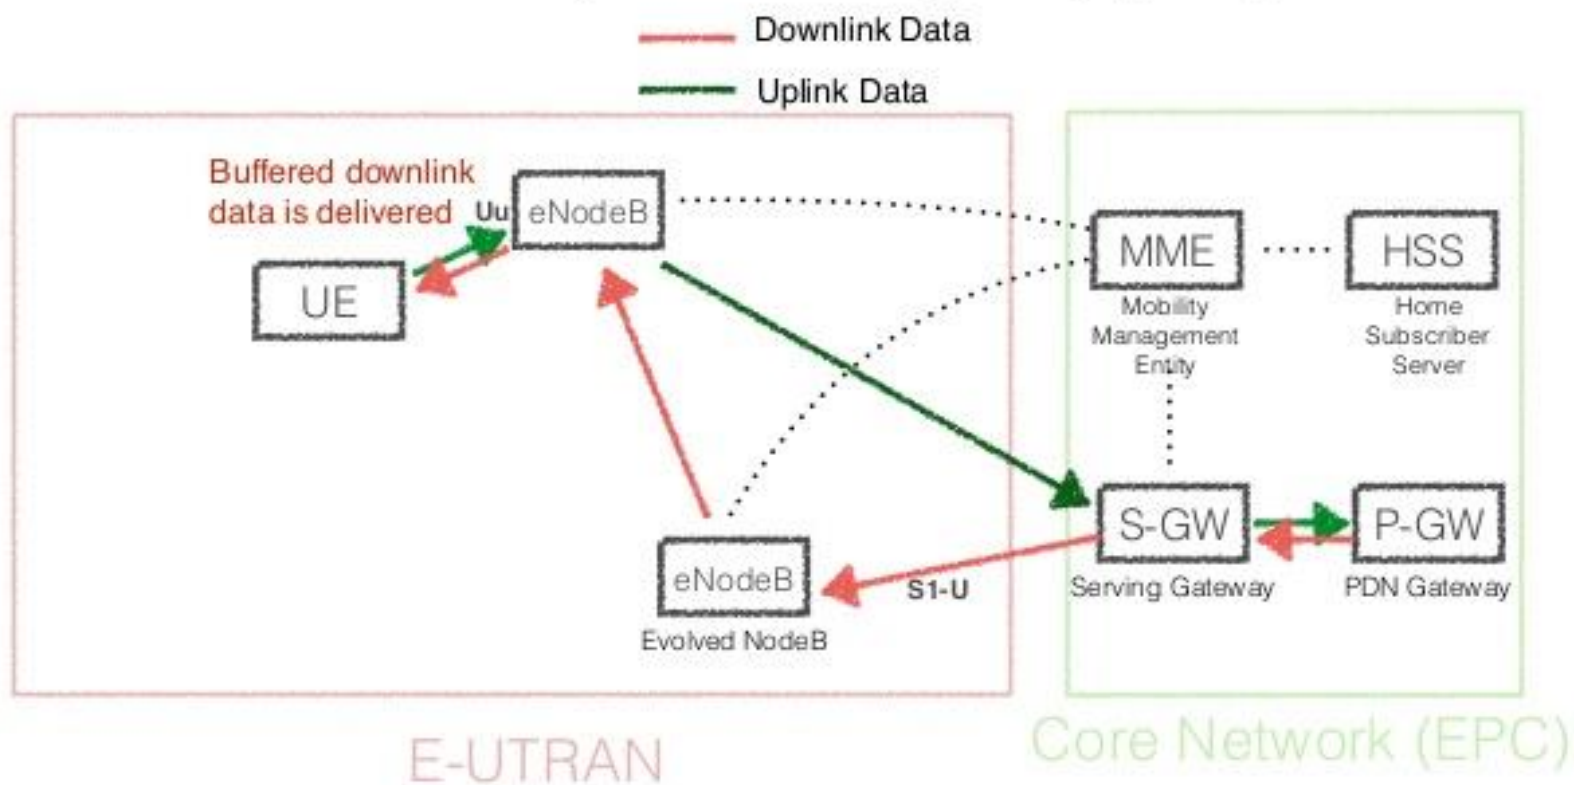 Downlink Data
Uplink Data
Buffered downlink
data is delivered
Uu
eNodeB
UE
MME
Mobility
Management
Entity
HSS
Home
Subscriber
Server
eNodeB
Evolved NodeB
S1-U
S-GW
Serving Gateway
P-GW
PDN Gateway
E-UTRAN
Core Network (EPC)